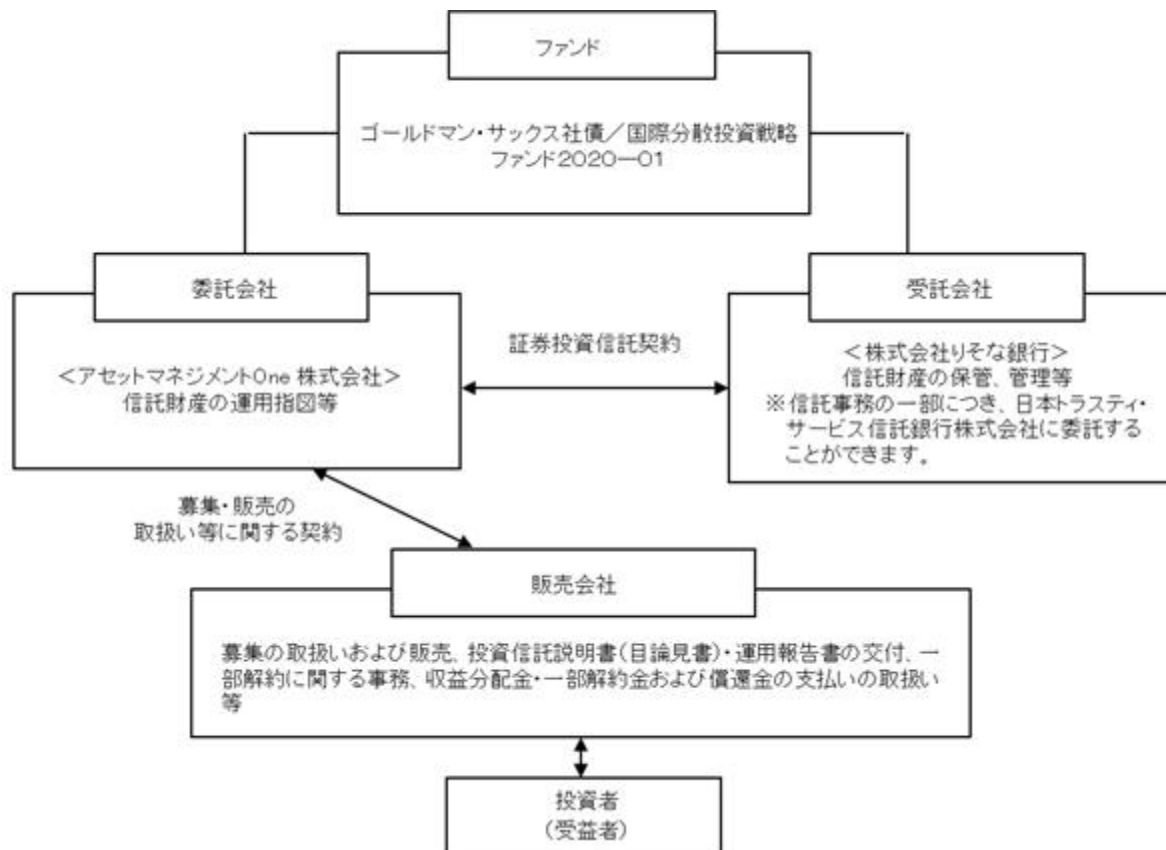 ファンド
ゴールドマン・サックス社債／国際分散投資戦略
ファンド2020―01
委託会社
＜アセットマネジメントOne 株式会社＞
信託財産の運用指図等
証券投資信託契約
受託会社
＜株式会社りそな銀行＞
信託財産の保管、管理等
※信託事務の一部につき、日本トラスティ・
サービス信託銀行株式会社に委託する
ことができます。
募集・販売の
取扱い等に関する契約
販売会社
募集の取扱いおよび販売、投資信託説明書（目論見書）・運用報告書の交付、一
部解約に関する事務、収益分配金・一部解約金および償還金の支払いの取扱い
等
投資者
（受益者）